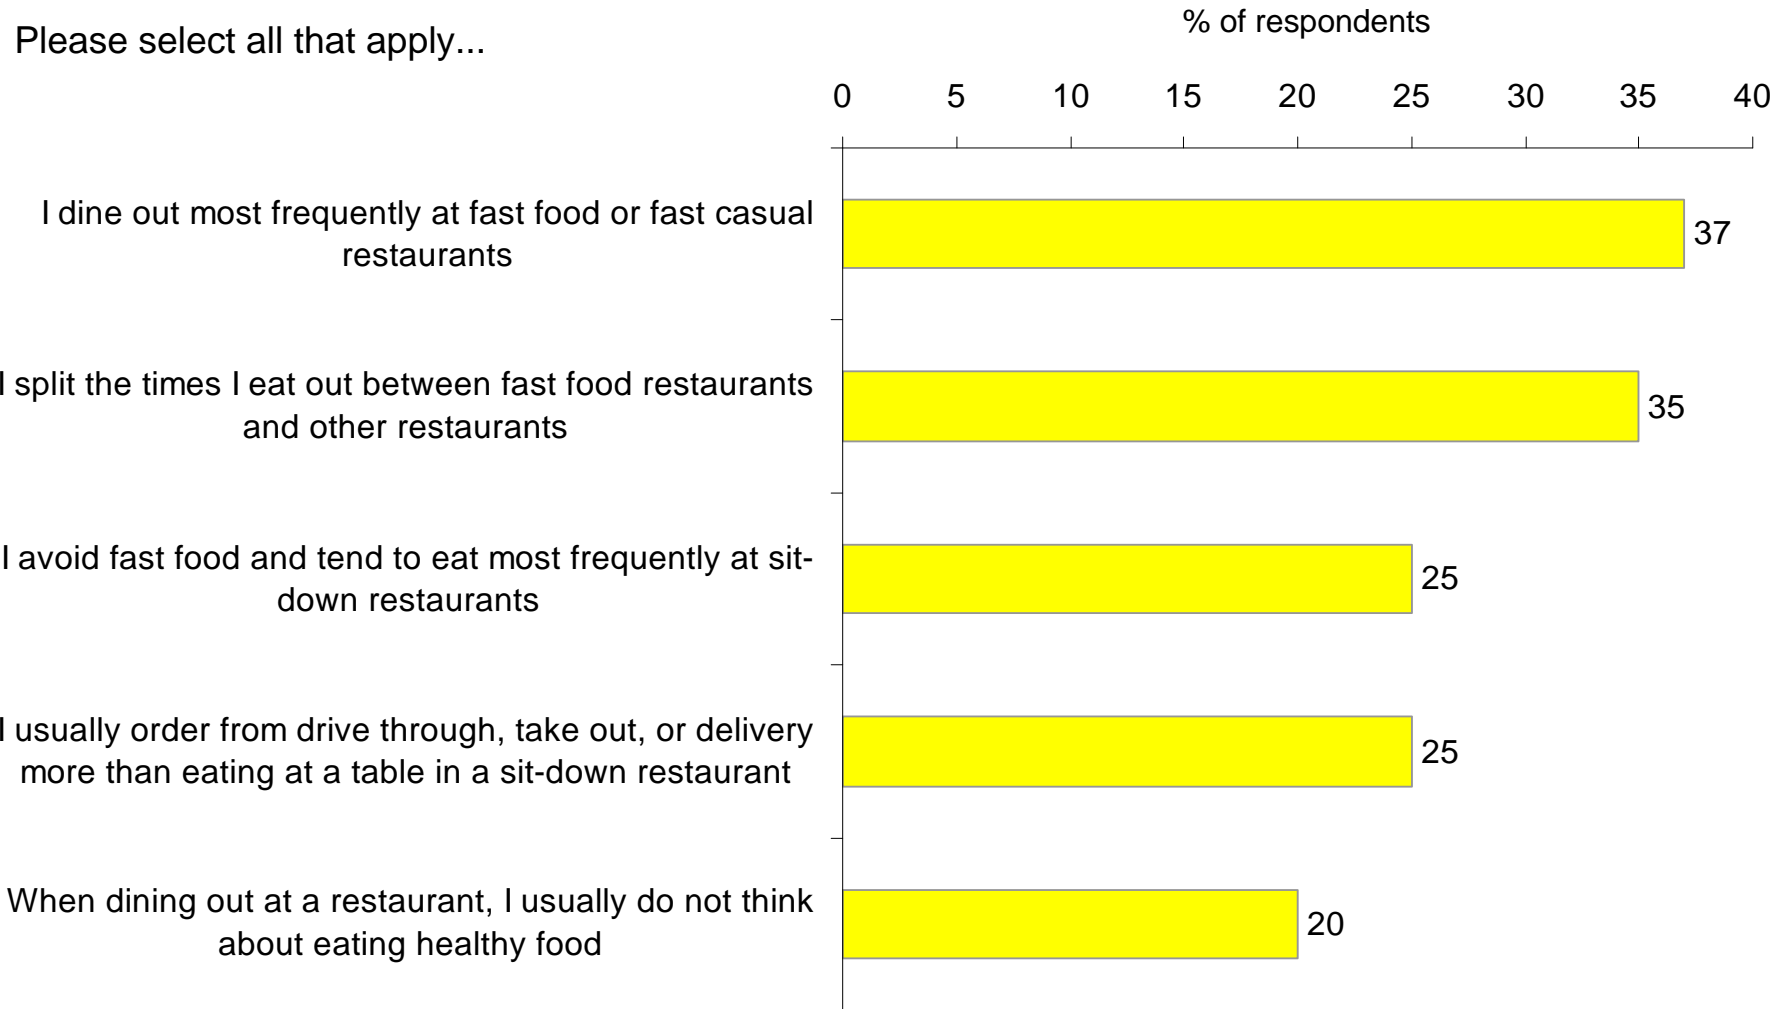 Please select all that apply...
% of respondents
0 5 10 15 20 25 30 35 40
I dine out most frequently at fast food or fast casual
restaurants
37
I split the times I eat out between fast food restaurants
and other restaurants
35
I avoid fast food and tend to eat most frequently at sit-
down restaurants
25
I usually order from drive through, take out, or delivery
more than eating at a table in a sit-down restaurant
25
When dining out at a restaurant, I usually do not think
about eating healthy food
20